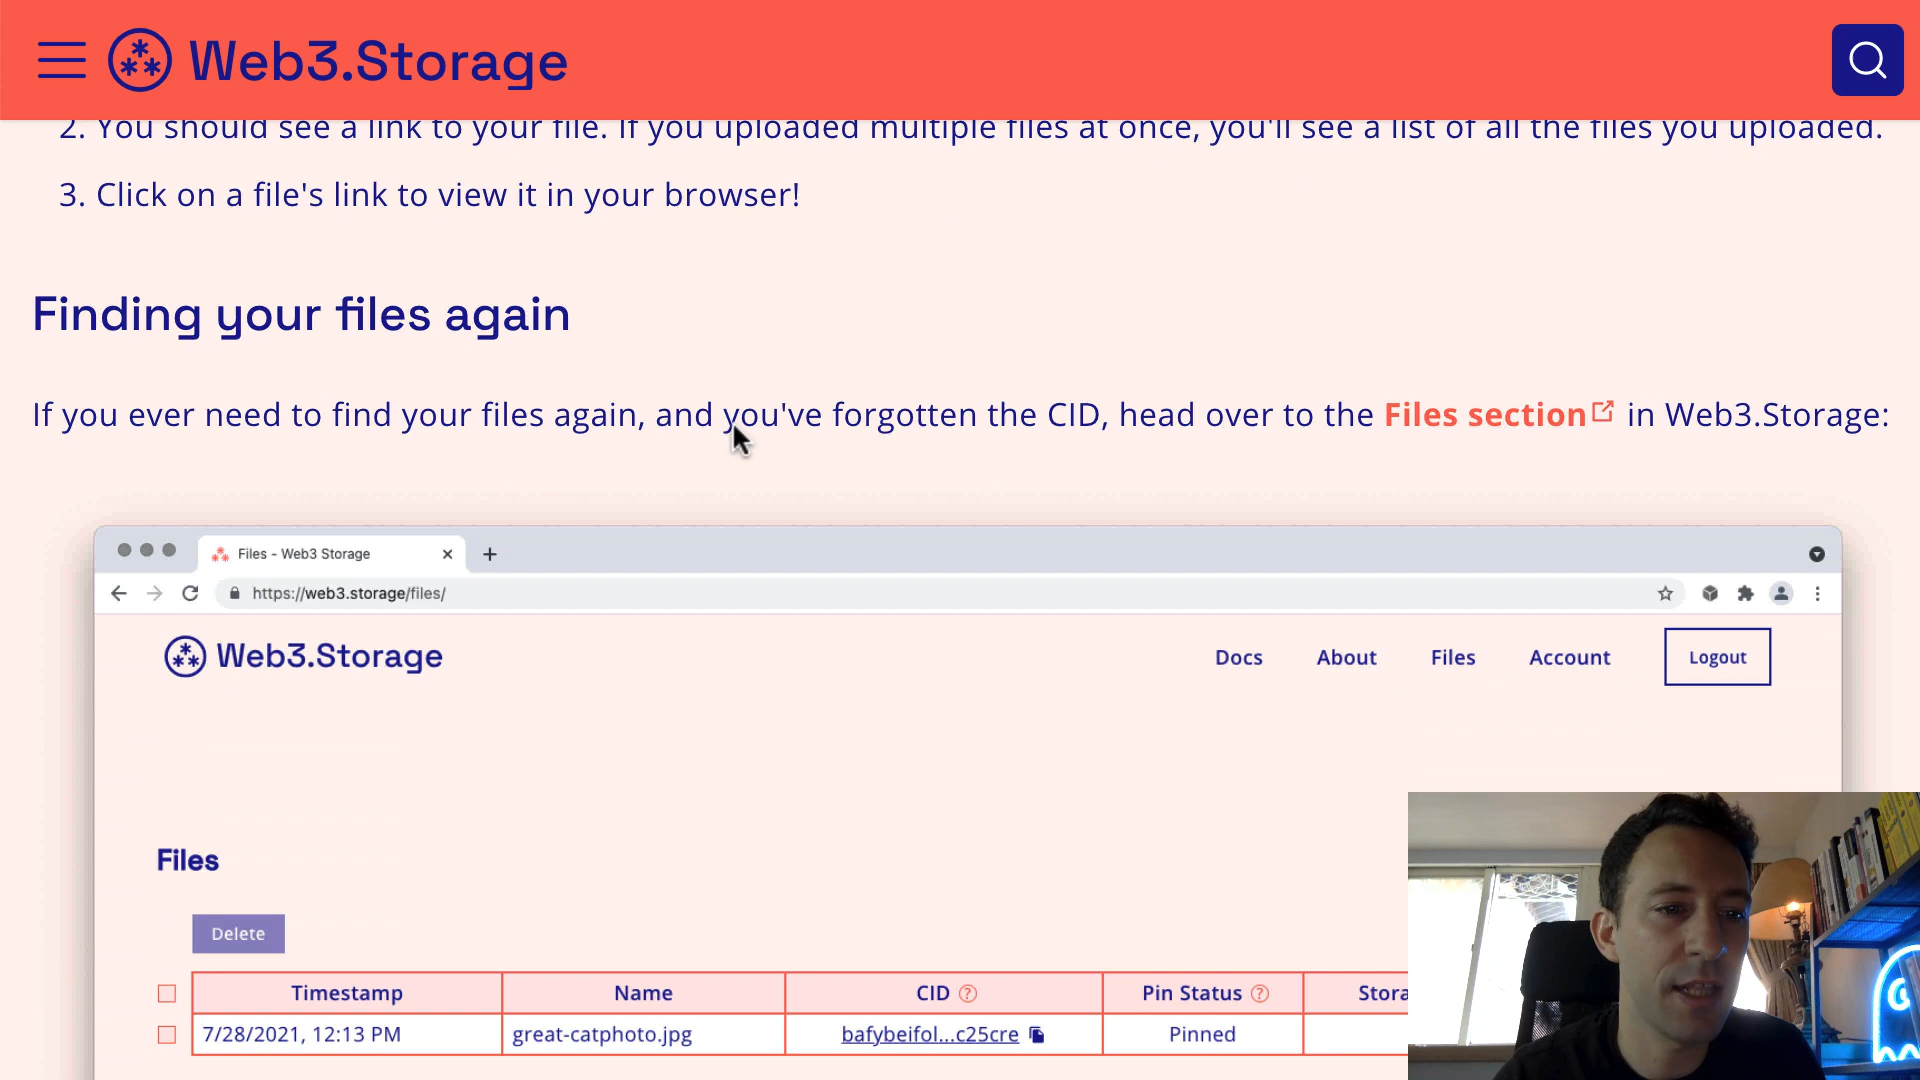 Web3.Storage
2. You should see a link to your file. If you uploaded multiple files at once, you'll see a list of all the files you uploaded.
3. Click on a file's link to view it in your browser!
Finding your files again
If you ever need to find your files again, and you've forgotten the CID, head over to the Files section in Web3.Storage:
Files - Web3 Storage
https://web3.storage/files/
Web3.Storage Docs About Files Account Logout
Files
Delete
Timestamp Name CID ? Pin Status ? Stora
7/28/2021, 12:13 PM great-catphoto.jpg bafybeifol...c25cre Pinned